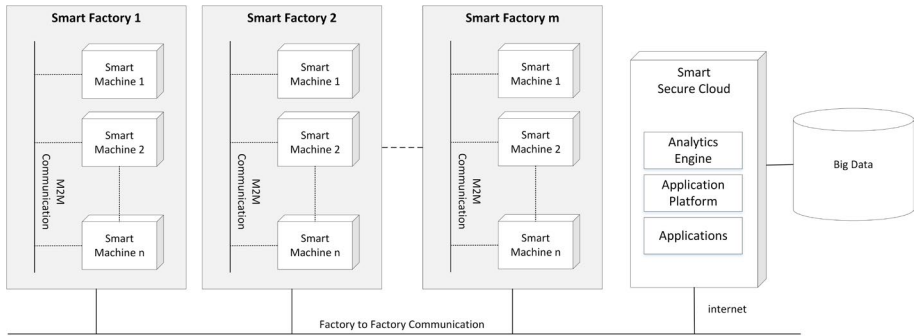 Smart Factory 1
Smart
Machine 1
Smart
Machine 2
M2M
Communication
Smart
Machine n
Smart Factory 2
Smart
Machine 1
Smart
Machine 2
M2M
Communication
Smart
Machine n
Smart Factory m
Smart
Machine 1
Smart
Machine 2
M2M
Communication
Smart
Machine n
Smart
Secure Cloud
Analytics
Engine
Application
Platform
Applications
Big Data
internet
Factory to Factory Communication